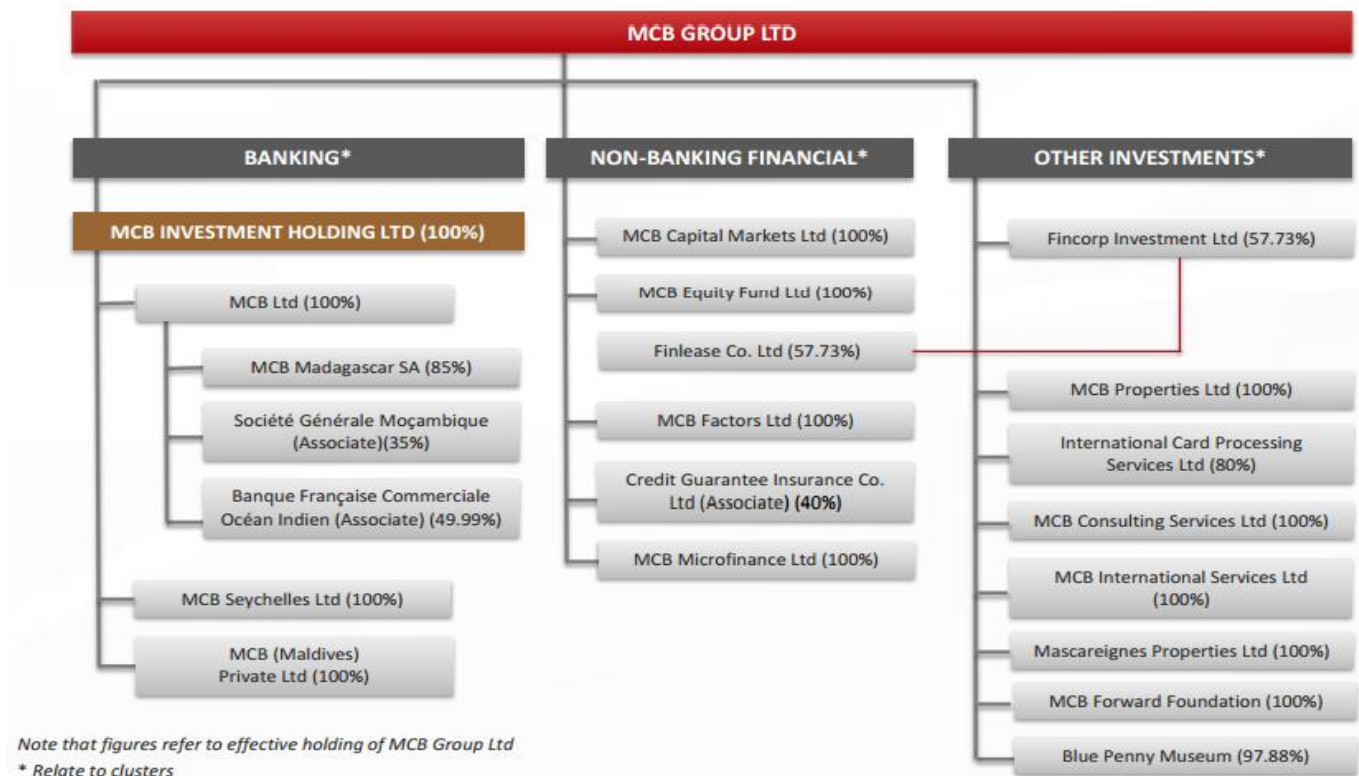 MCB GROUP LTD
BANKING*
MCB INVESTMENT HOLDING LTD (100%)
MCB Ltd (100%)
MCB Madagascar SA (85%)
Société Générale Moçambique
(Associate)(35%)
Banque Française Commerciale
Océan Indien (Associate) (49.99%)
MCB Seychelles Ltd (100%)
MCB (Maldives)
Private Ltd (100%)
NON-BANKING FINANCIAL*
MCB Capital Markets Ltd (100%)
MCB Equity Fund Ltd (100%)
Finlease Co. Ltd (57.73%)
MCB Factors Ltd (100%)
Credit Guarantee Insurance Co.
Ltd (Associate) (40%)
MCB Microfinance Ltd (100%)
OTHER INVESTMENTS*
Fincorp Investment Ltd (57.73%)
MCB Properties Ltd (100%)
International Card Processing
Services Ltd (80%)
MCB Consulting Services Ltd (100%)
MCB International Services Ltd
(100%)
Mascareignes Properties Ltd (100%)
MCB Forward Foundation (100%)
Blue Penny Museum (97.88%)
Note that figures refer to effective holding of MCB Group Ltd
* Relate to clusters